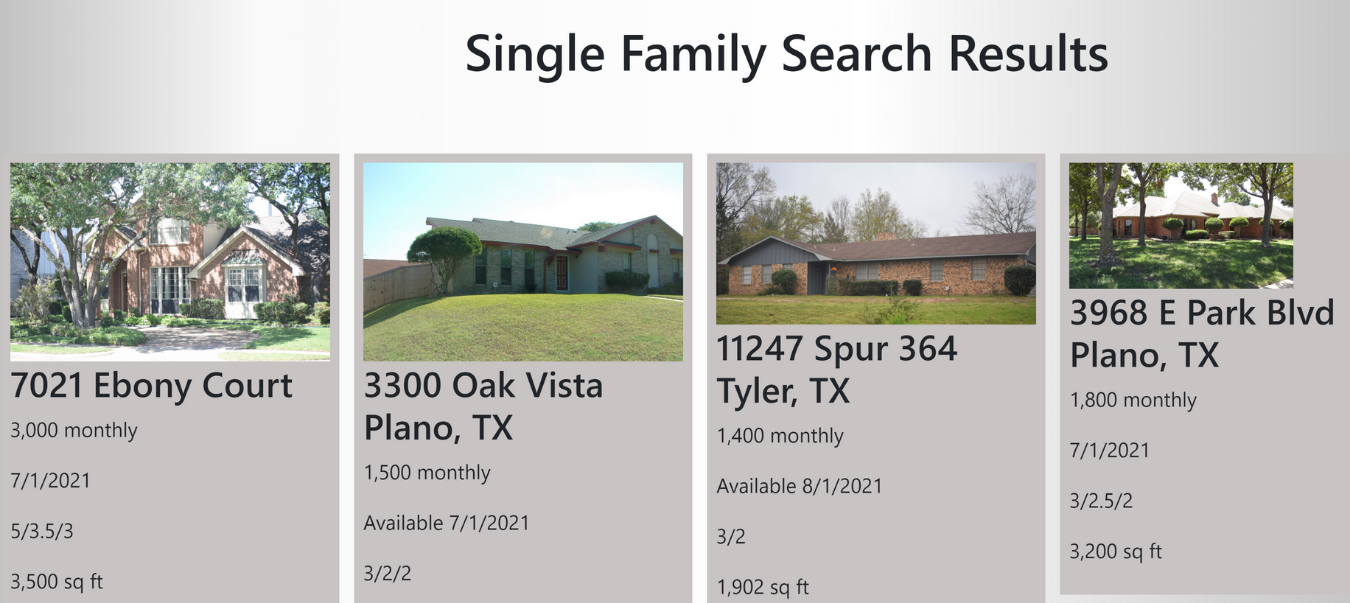 Single Family Search Results
7021 Ebony Court
3,000 monthly
7/1/2021
5/3.5/3
3,500 sq ft
3300 Oak Vista
Plano, TX
1,500 monthly
Available 7/1/2021
3/2/2
11247 Spur 364
Tyler, TX
1,400 monthly
Available 8/1/2021
3/2
1,902 sq ft
3968 E Park Blvd
Plano, TX
1,800 monthly
7/1/2021
3/2.5/2
3,200 sq ft